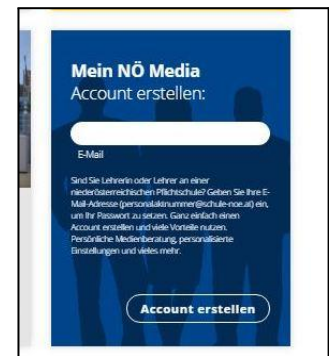 Mein NÖ Media
Account erstellen:
E-Mail
Sind Sie Lehrerin oder Lehrer an einer
niederösterreichischen Pflichtschule? Geben Sie Ihre E-
Mail-Adresse (personalaktnummer@schule-noe.at) ein,
um Ihr Passwort zu setzen. Ganz einfach einen
Account erstellen und viele Vorteile nutzen.
Persönliche Medienberatung, personalisierte
Einstellungen und vieles mehr.
Account erstellen